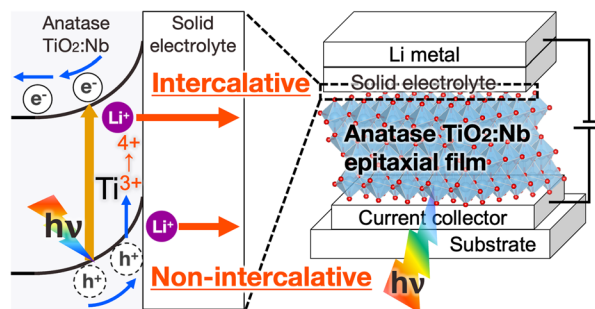 Anatase
TiO2:Nb
Solid
electrolyte
e-
e-
Intercalative
Li+
4+
↑
Ti3+
Li+
hν
h+
h+
Non-intercalative
Li metal
Solid electrolyte
Anatase TiO2:Nb
epitaxial film
Current collector
Substrate
hν